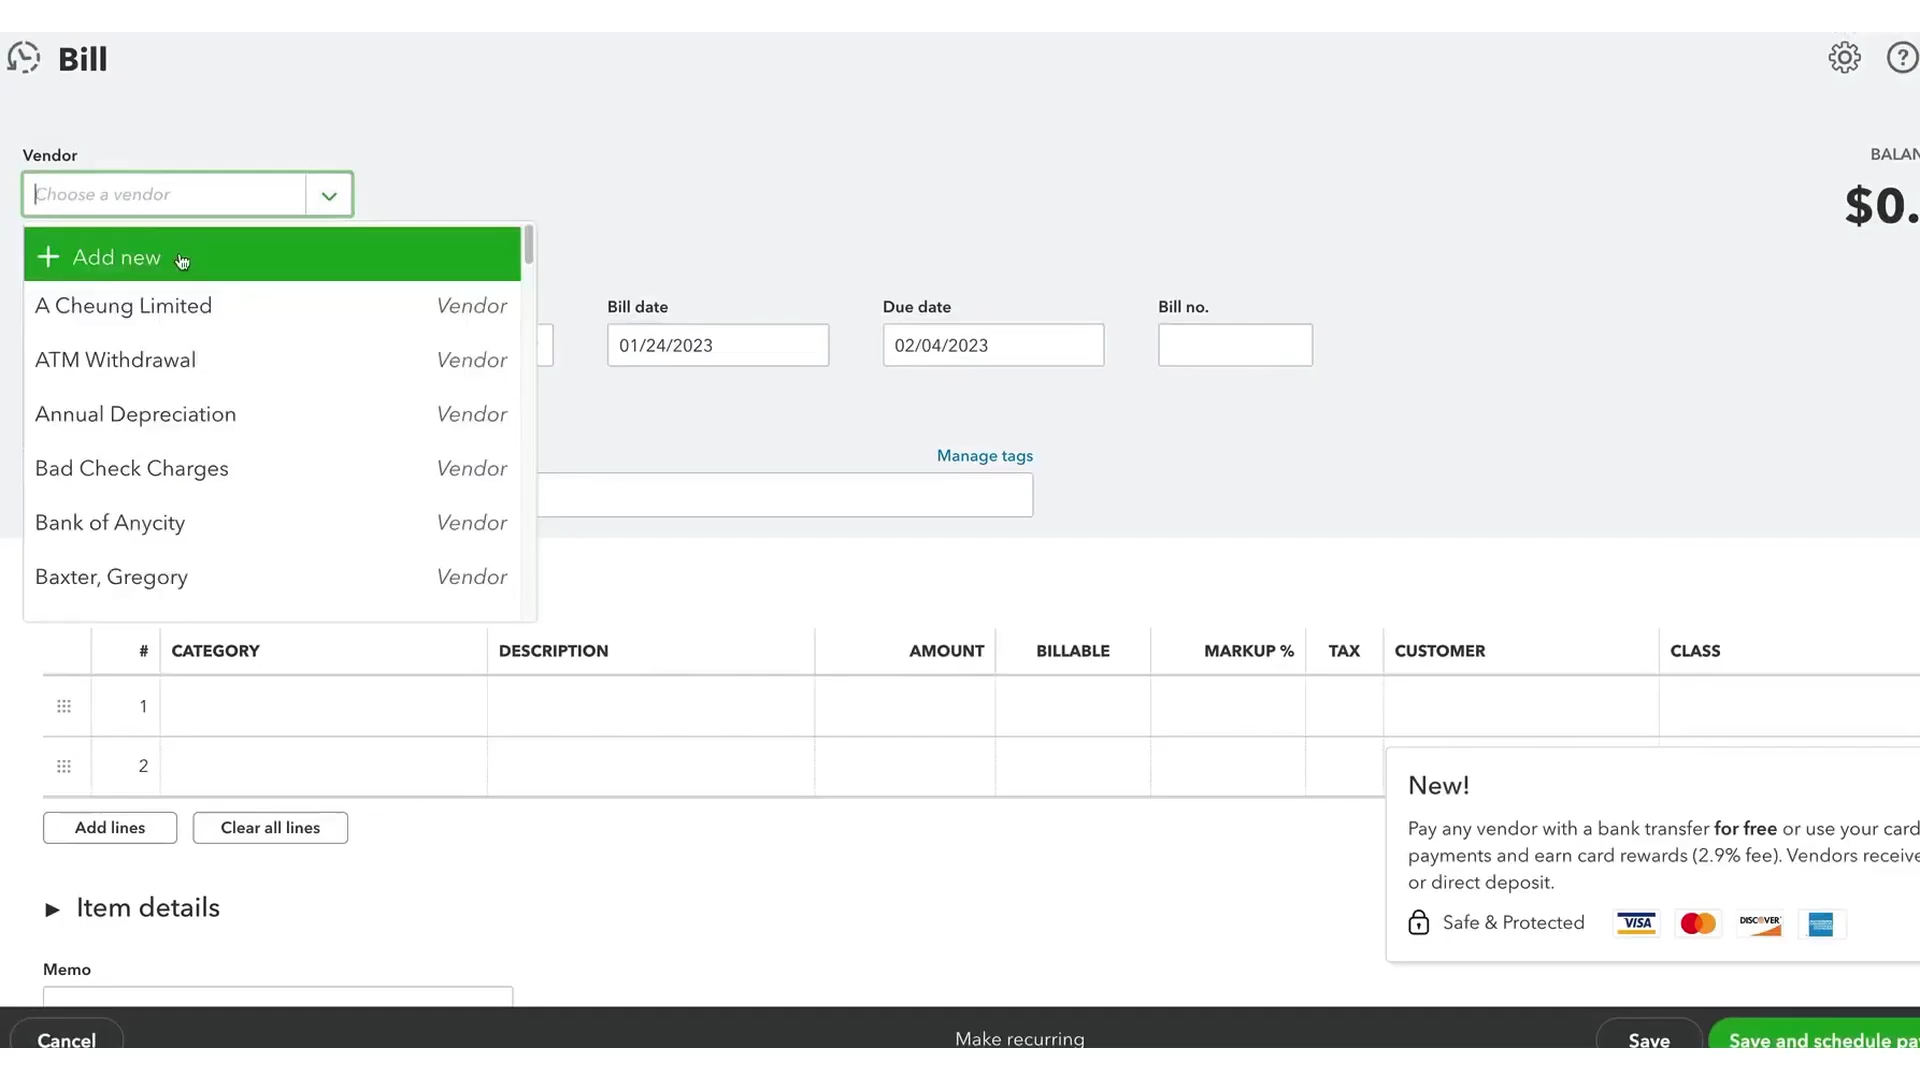 Bill
?
BALAN
$0.
Vendor
Choose a vendor
+ Add new
A Cheung Limited Vendor
ATM Withdrawal Vendor
Annual Depreciation Vendor
Bad Check Charges Vendor
Bank of Anycity Vendor
Baxter, Gregory Vendor
Bill date
01/24/2023
Due date
02/04/2023
Bill no.
Manage tags
# CATEGORY DESCRIPTION AMOUNT BILLABLE MARKUP % TAX CUSTOMER CLASS
1
2
Add lines Clear all lines
Item details
Memo
New!
Pay any vendor with a bank transfer for free or use your card
payments and earn card rewards (2.9% fee). Vendors receive
or direct deposit.
Safe & Protected VISA DISCOVER
Cancel Make recurring Save Save and schedule pa